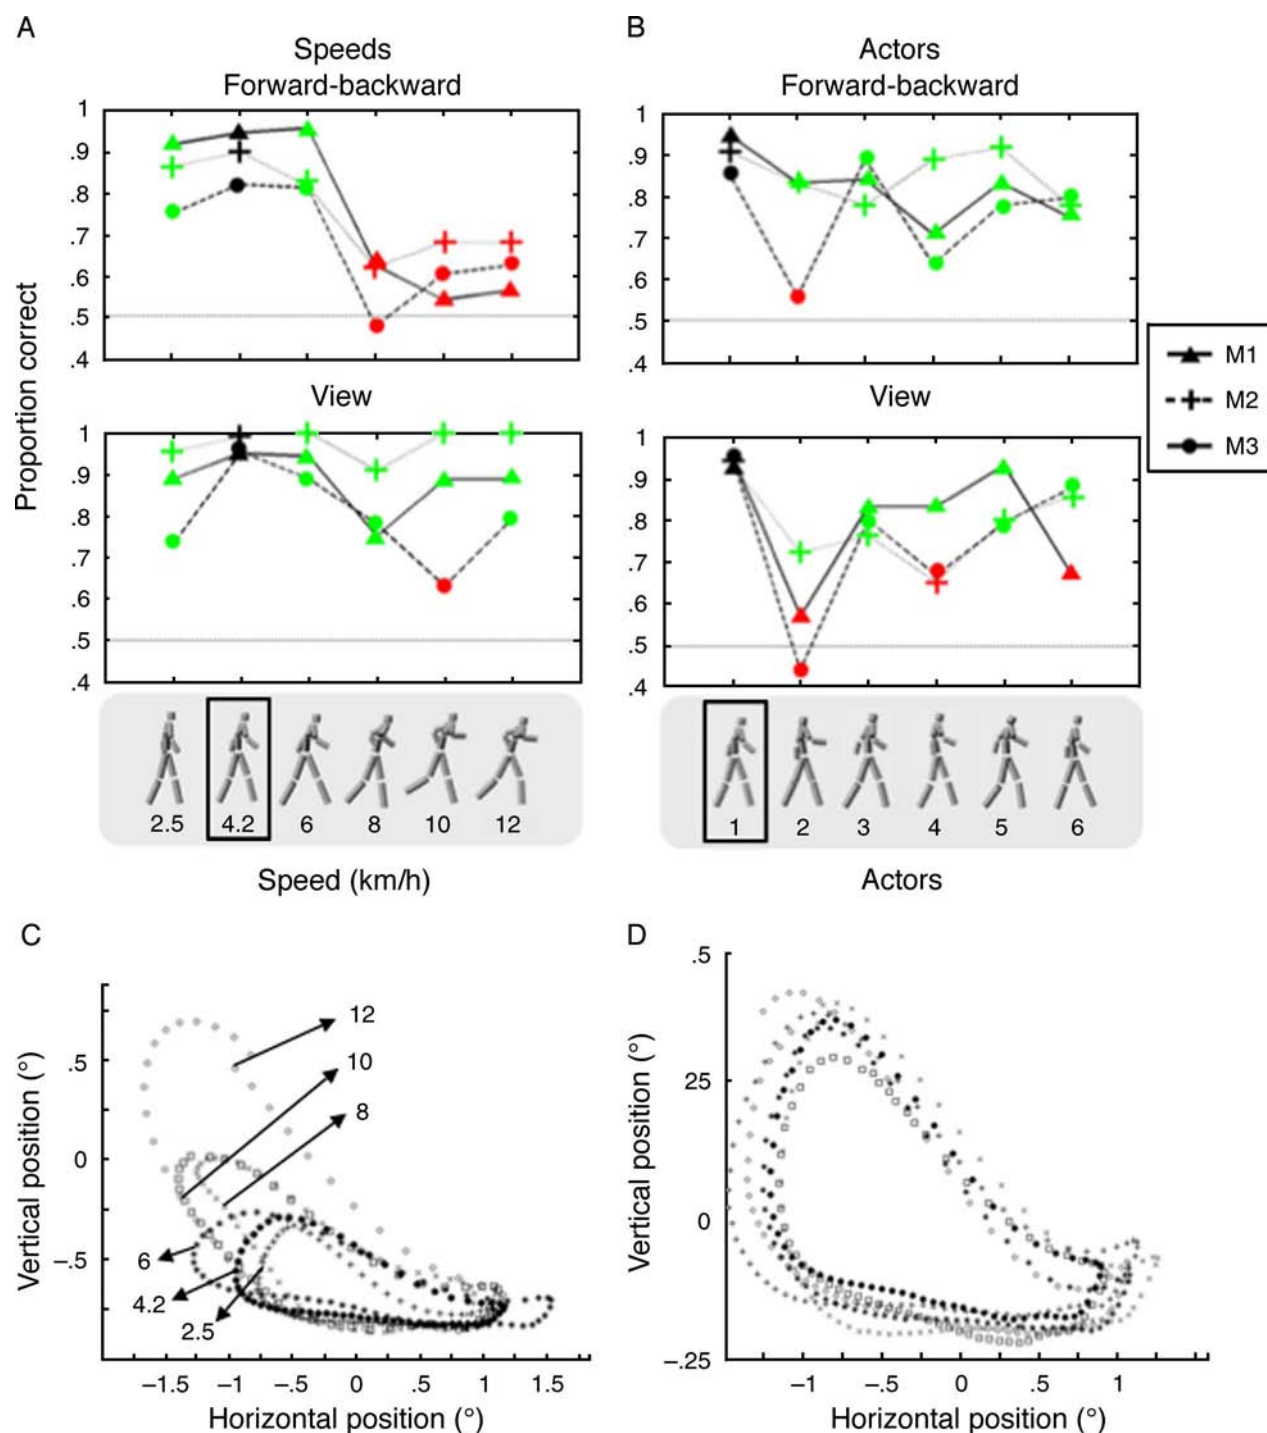 A
Speeds
Forward-backward
1
.9
.8
.7
.6
.5
.4
View
1
.9
.8
.7
.6
.5
.4
Proportion correct
2.5 4.2 6 8 10 12
Speed (km/h)
B
Actors
Forward-backward
1
.9
.8
.7
.6
.5
.4
View
1
.9
.8
.7
.6
.5
.4
1 2 3 4 5 6
Actors
M1
M2
M3
C
Vertical position (°)
.5
0
–.5
12
10
8
6
4.2
2.5
–1.5 –1 –.5 0 .5 1 1.5
Horizontal position (°)
D
Vertical position (°)
.5
25
0
–.25
–1 –.5 0 .5 1
Horizontal position (°)